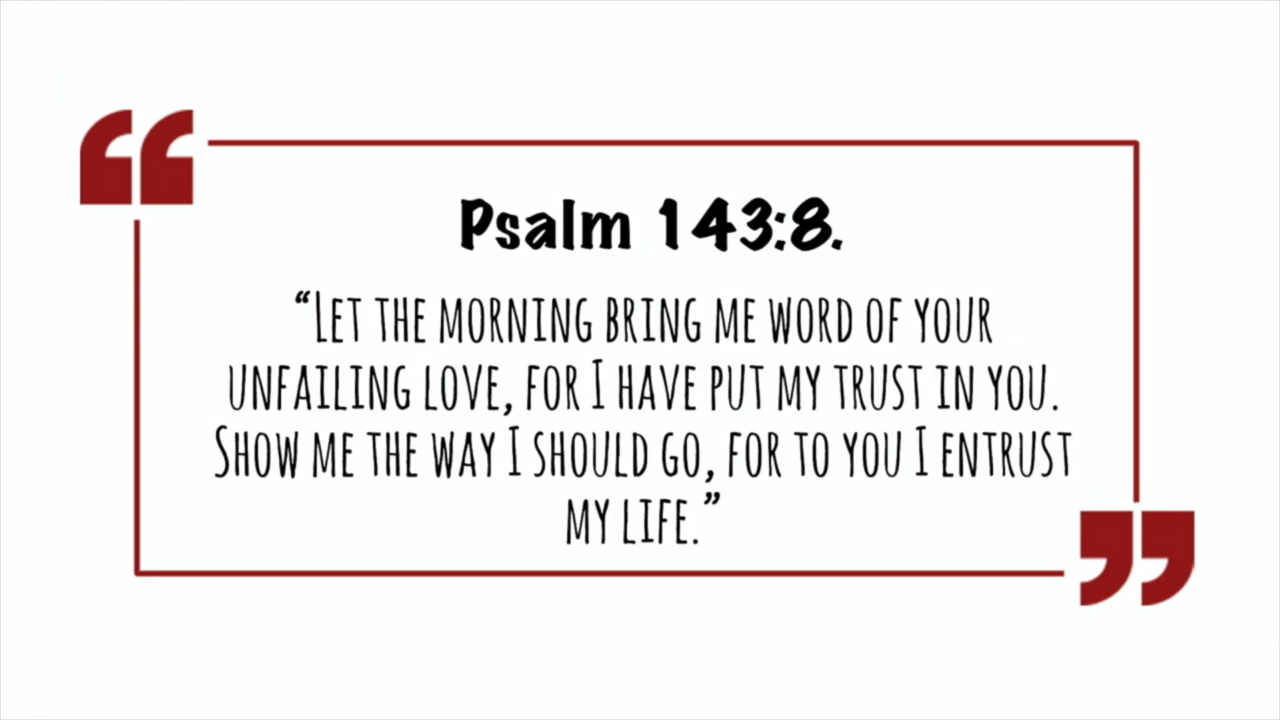 Psalm 143:8.
“Let the morning bring me word of your
unfailing love, for I have put my trust in you.
Show me the way I should go, for to you I entrust
my life.”